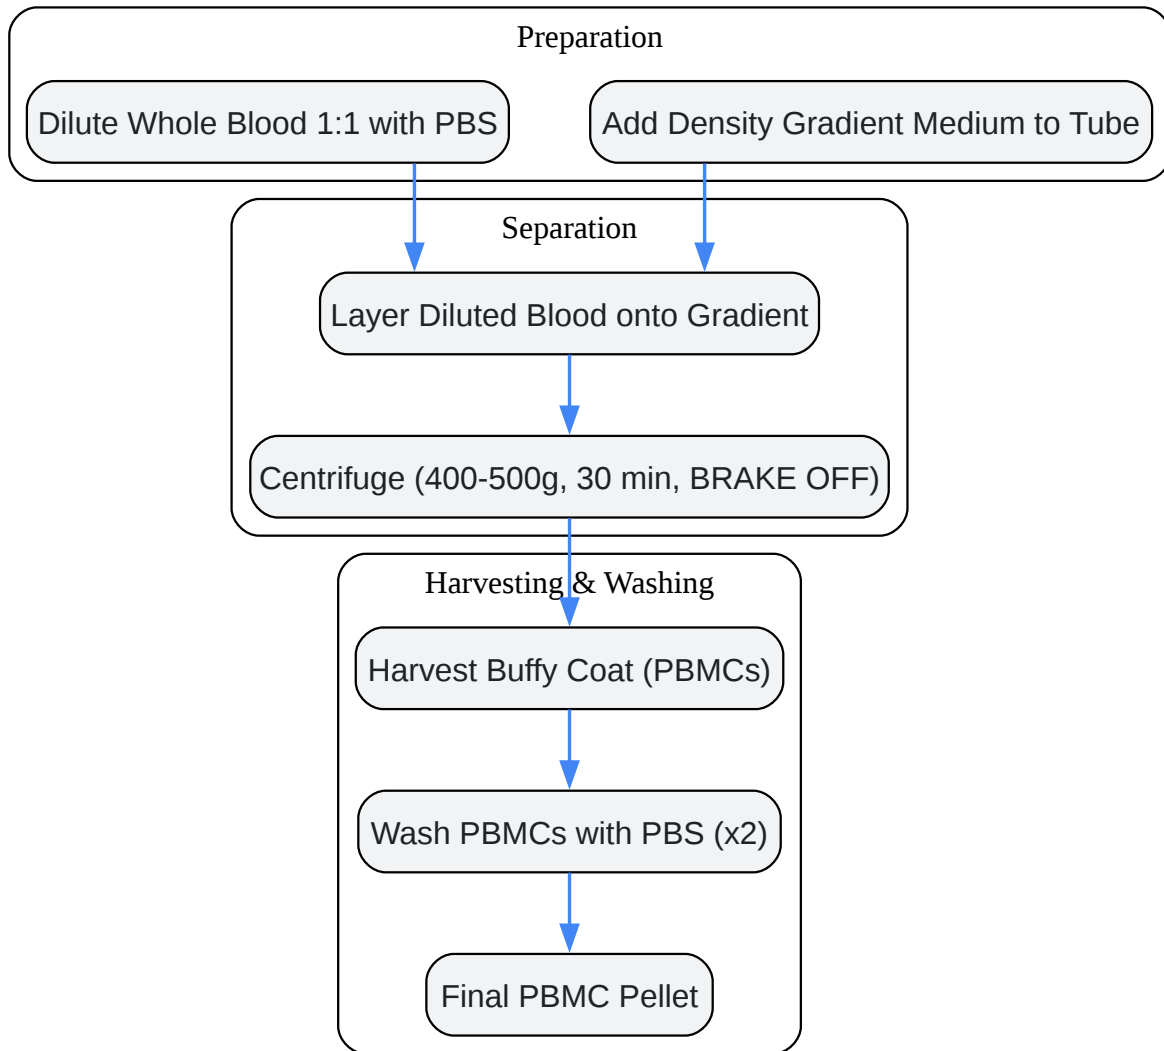 Preparation
Dilute Whole Blood 1:1 with PBS
Add Density Gradient Medium to Tube
Separation
Layer Diluted Blood onto Gradient
Centrifuge (400-500g, 30 min, BRAKE OFF)
Harvesting & Washing
Harvest Buffy Coat (PBMCs)
Wash PBMCs with PBS (x2)
Final PBMC Pellet